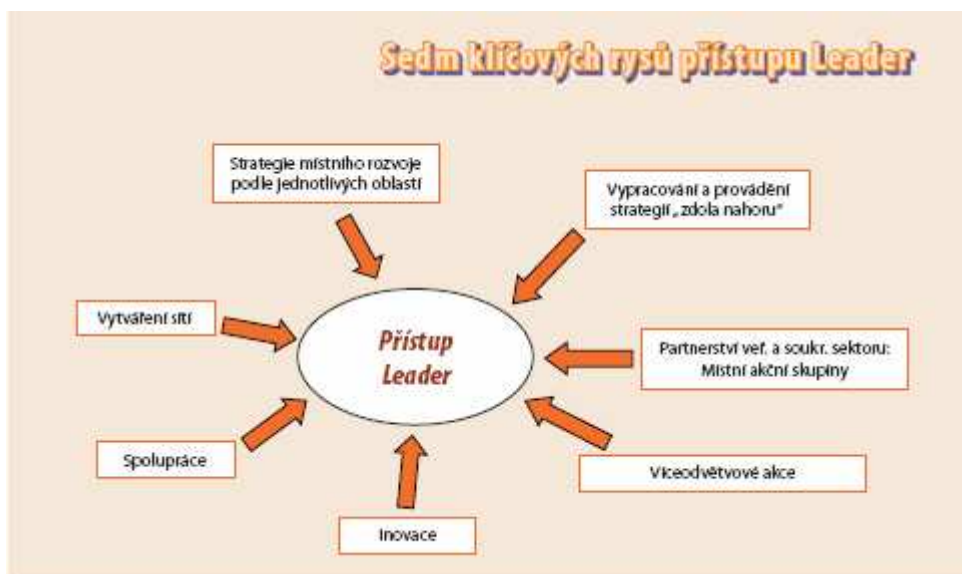 Sedm klíčových rysů přístupu Leader
Strategie místního rozvoje
podle jednotlivých oblastí
Vypracování a provádění
strategií „zdola nahoru“
Vytváření sítí
Přístup
Leader
Partnerství veř. a soukr. sektoru:
Místní akční skupiny
Spolupráce
Víceodvětvové akce
Inovace